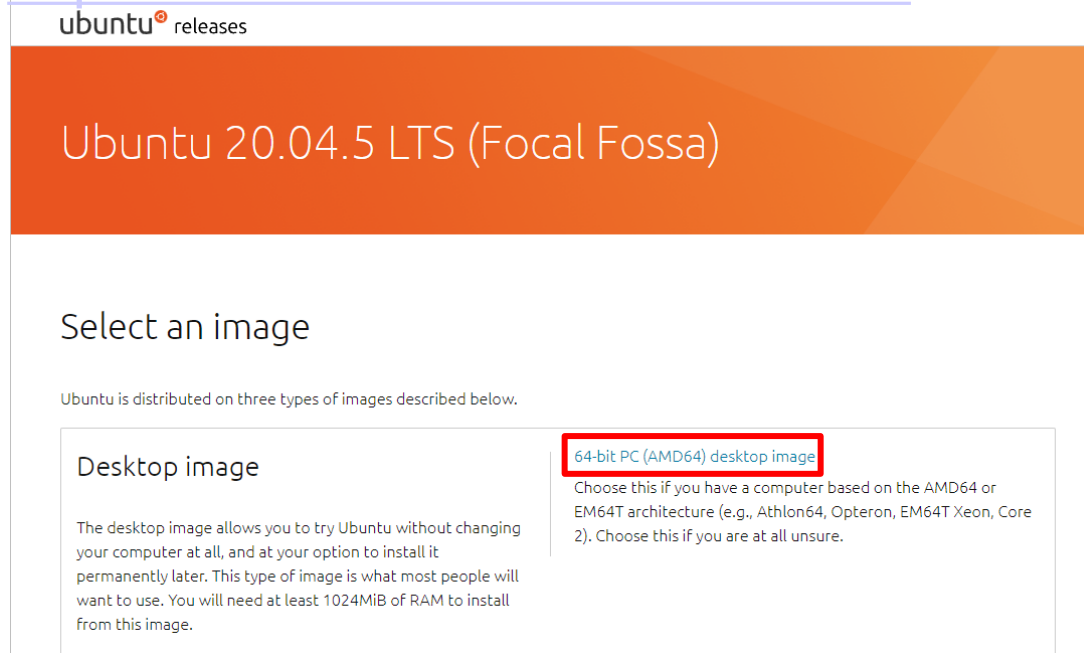 ubuntu® releases
Ubuntu 20.04.5 LTS (Focal Fossa)
Select an image
Ubuntu is distributed on three types of images described below.
Desktop image
The desktop image allows you to try Ubuntu without changing
your computer at all, and at your option to install it
permanently later. This type of image is what most people will
want to use. You will need at least 1024MiB of RAM to install
from this image.
64-bit PC (AMD64) desktop image
Choose this if you have a computer based on the AMD64 or
EM64T architecture (e.g., Athlon64, Opteron, EM64T Xeon, Core
2). Choose this if you are at all unsure.